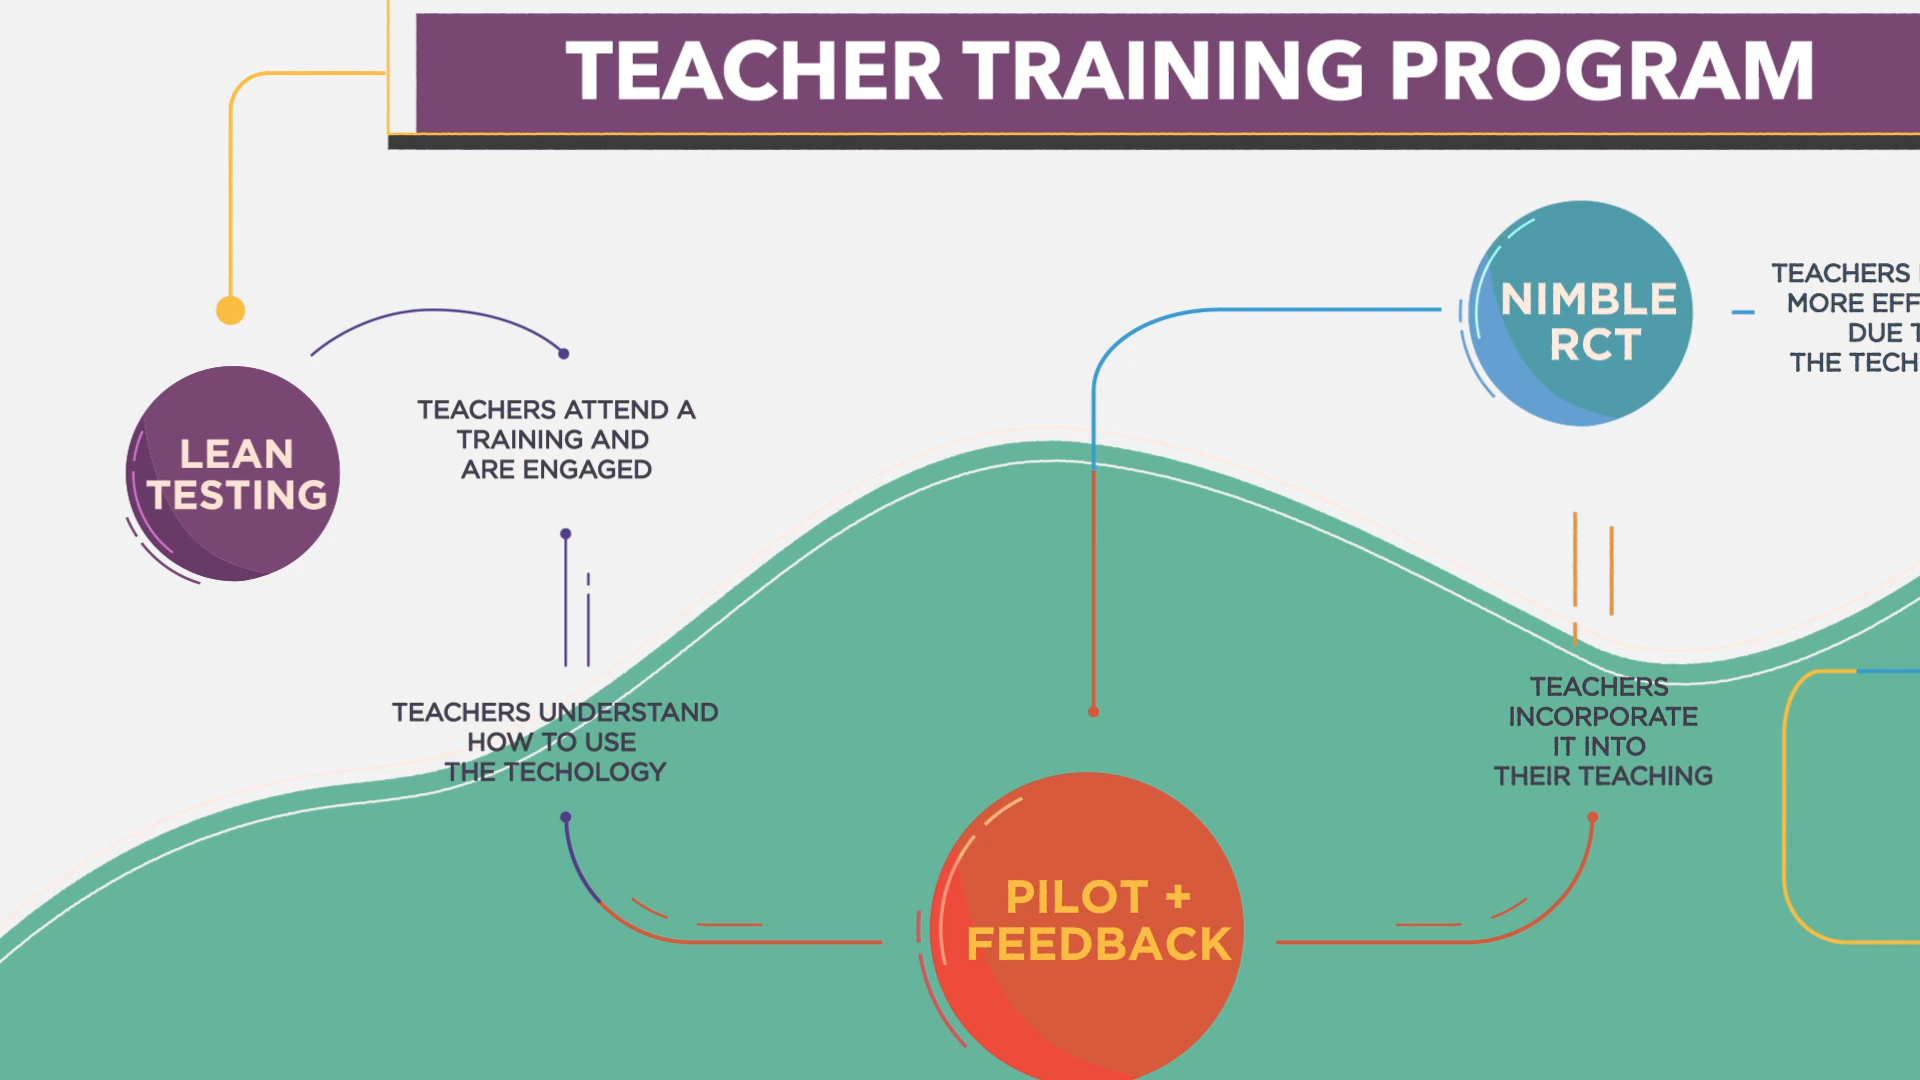 TEACHER TRAINING PROGRAM
LEAN
TESTING
TEACHERS ATTEND A
TRAINING AND
ARE ENGAGED
TEACHERS UNDERSTAND
HOW TO USE
THE TECHOLOGY
PILOT +
FEEDBACK
NIMBLE
RCT
TEACHERS
MORE EFF
DUE T
THE TECH
TEACHERS
INCORPORATE
IT INTO
THEIR TEACHING